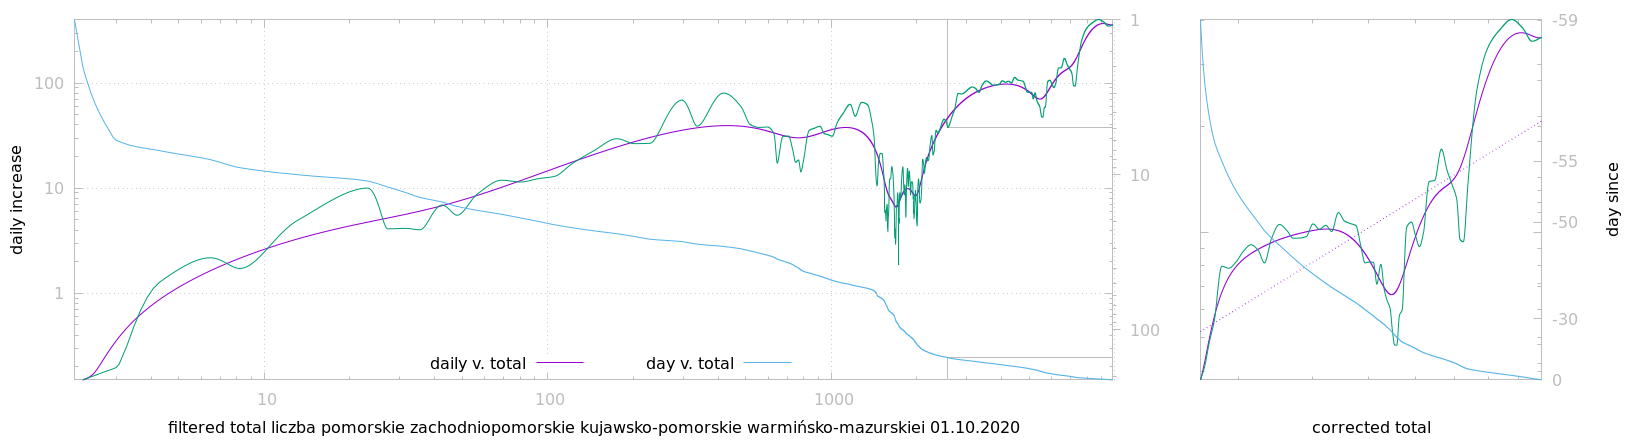 daily increase
100
10
1
10
100
1000
1
10
100
daily v. total
day v. total
filtered total liczba pomorskie zachodniopomorskie kujawsko-pomorskie warmińsko-mazurskiei 01.10.2020
-59
-55
-50
-30
0
day since
corrected total